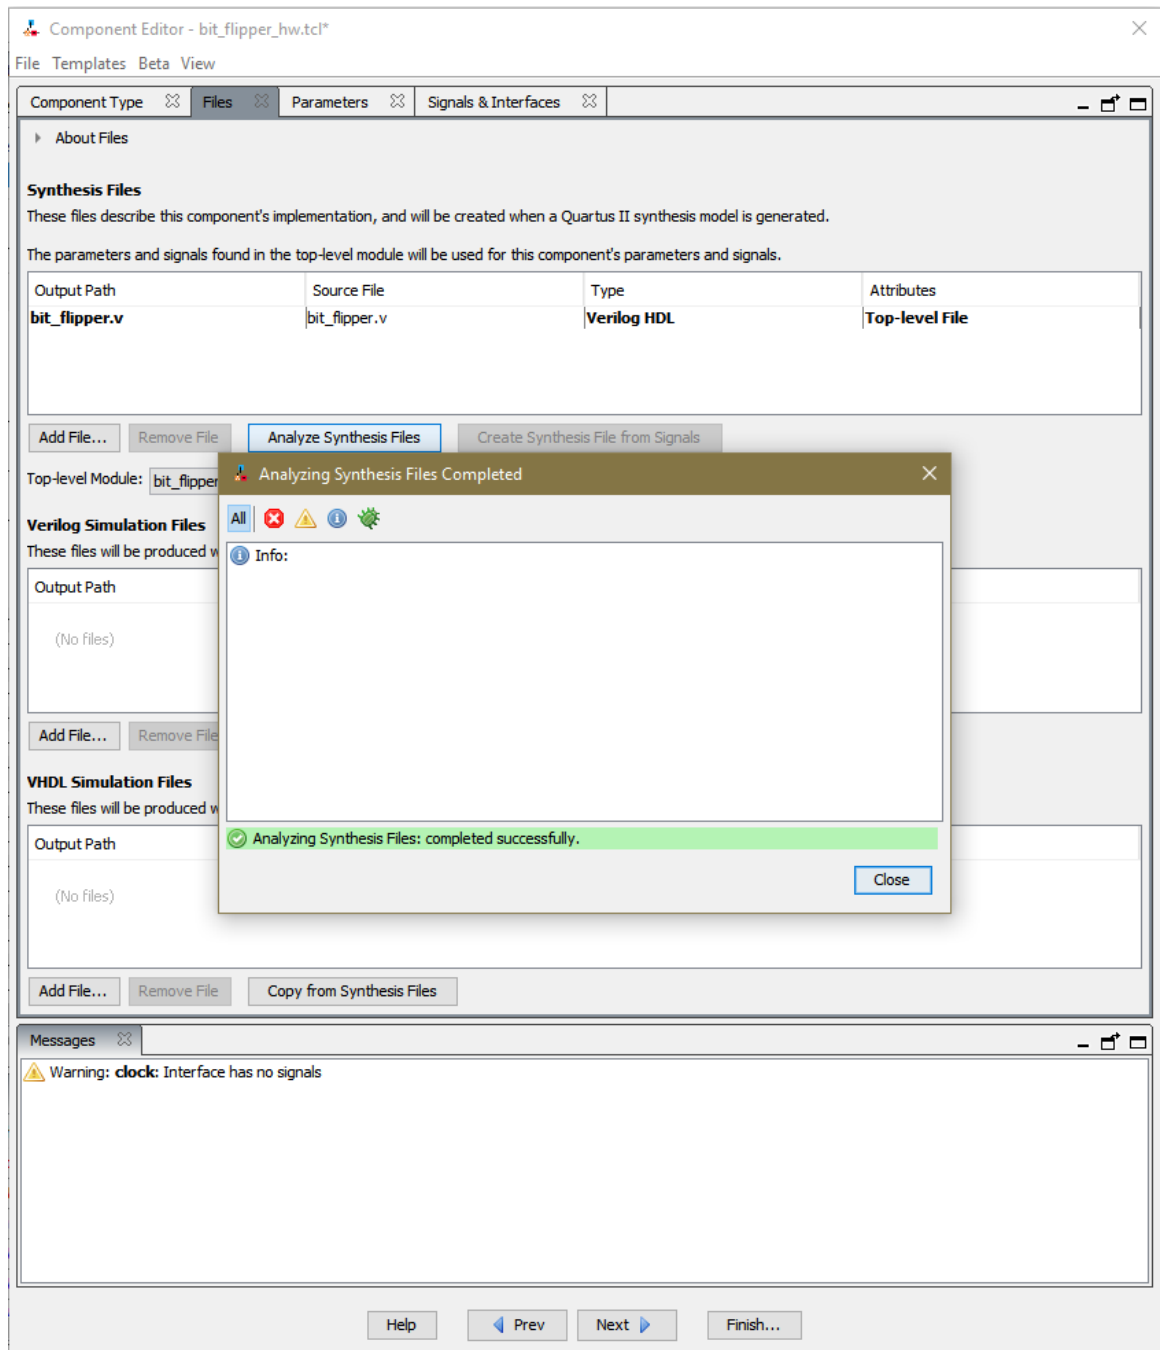 Component Editor - bit_flipper_hw.tcl*
File Templates Beta View
Component Type Files Parameters Signals & Interfaces
About Files
Synthesis Files
These files describe this component's implementation, and will be created when a Quartus II synthesis model is generated.
The parameters and signals found in the top-level module will be used for this component's parameters and signals.
Output Path Source File Type Attributes
bit_flipper.v bit_flipper.v Verilog HDL Top-level File
Add File... Remove File Analyze Synthesis Files Create Synthesis File from Signals
Top-level Module: bit_flipper
Analyzing Synthesis Files Completed
All
Info:
Analyzing Synthesis Files: completed successfully.
Close
Verilog Simulation Files
These files will be produced w
Output Path
(No files)
Add File... Remove File
VHDL Simulation Files
These files will be produced w
Output Path
(No files)
Add File... Remove File Copy from Synthesis Files
Messages
Warning: clock: Interface has no signals
Help Prev Next Finish...